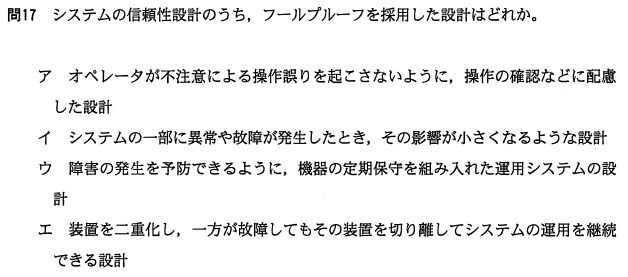 問17 システムの信頼性設計のうち，フールプルーフを採用した設計はどれか。
ア オペレータが不注意による操作誤りを起こさないように，操作の確認などに配慮
した設計
イ システムの一部に異常や故障が発生したとき，その影響が小さくなるような設計
ウ 障害の発生を予防できるように，機器の定期保守を組み入れた運用システムの設
計
エ 装置を二重化し，一方が故障してもその装置を切り離してシステムの運用を継続
できる設計